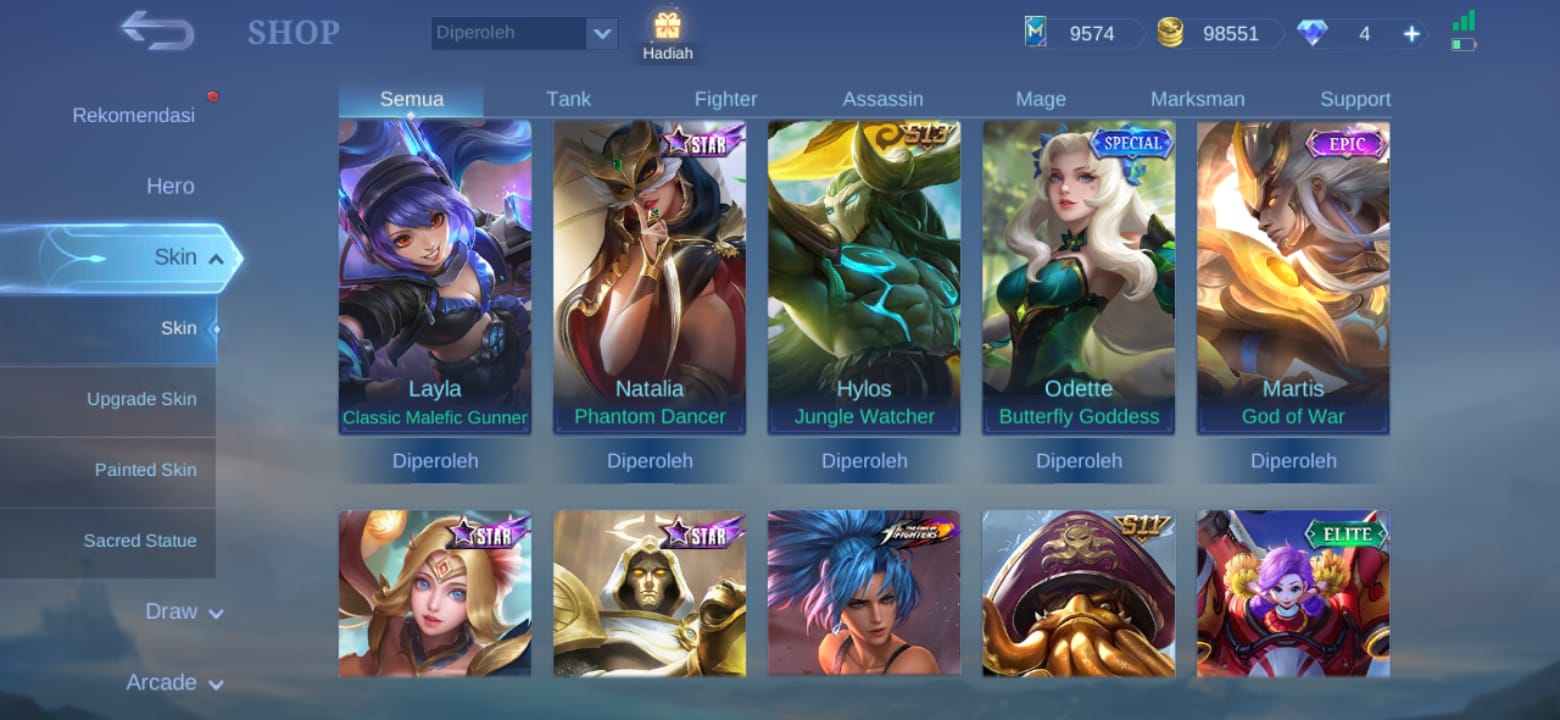 SHOP
Diperoleh
Hadiah
9574
98551
4
Rekomendasi
Hero
Skin
Skin
Upgrade Skin
Painted Skin
Sacred Statue
Draw
Arcade
Semua Tank Fighter Assassin Mage Marksman Support
STAR S13 SPECIAL EPIC
Layla Natalia Hylos Odette Martis
Classic Malefic Gunner Phantom Dancer Jungle Watcher Butterfly Goddess God of War
Diperoleh Diperoleh Diperoleh Diperoleh Diperoleh
STAR STAR THE KING OF FIGHTERS S11 ELITE